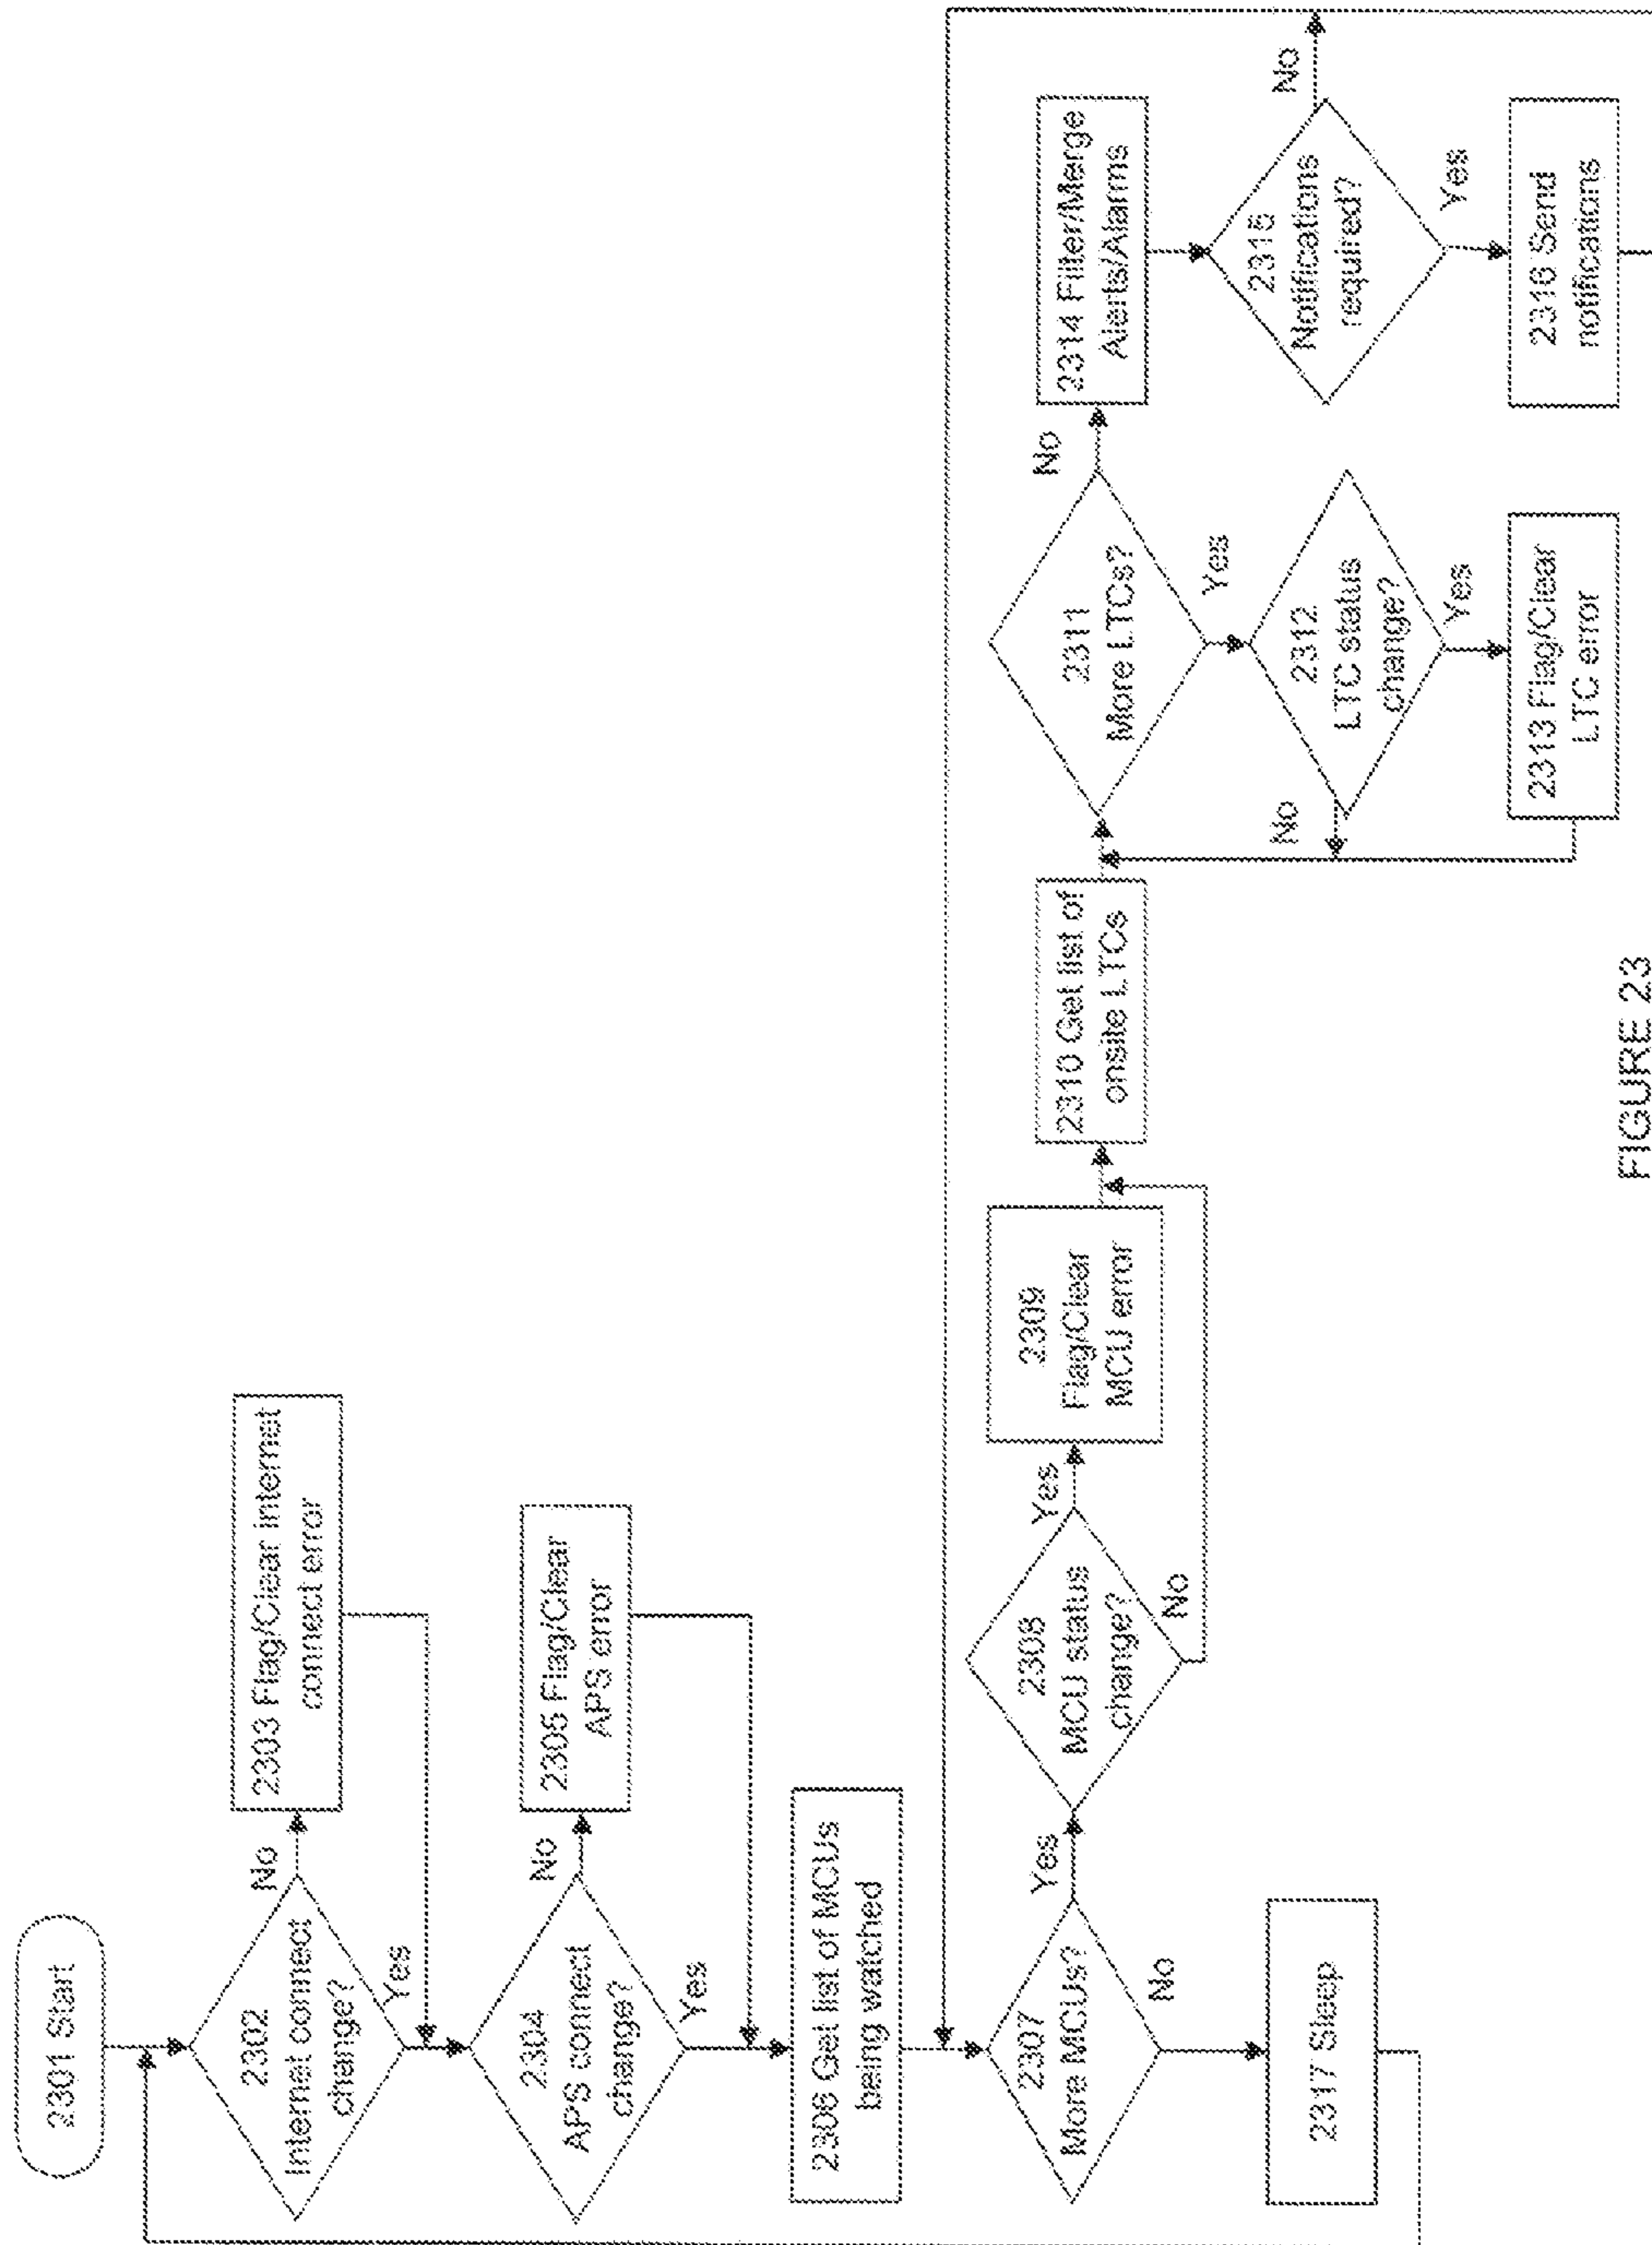 2301 Start
2302
Internet connect
change?
No
Yes
2303 Flag/Clear internet
connect error
2304
APS connect
change?
No
Yes
2305 Flag/Clear
APS error
2306 Get list of MCUs
being watched
2307
More MCUs?
Yes
No
2317 Sleep
2308
MCU status
change?
Yes
No
2309
Flag/Clear
MCU error
2310 Get list of
onsite LTCs
2311
More LTCs?
No
Yes
2312
LTC status
change?
No
Yes
2313 Flag/Clear
LTC error
2314 Filter/Merge
Alerts/Alarms
2315
Notifications
required?
No
Yes
2316 Send
notifications
FIGURE 23